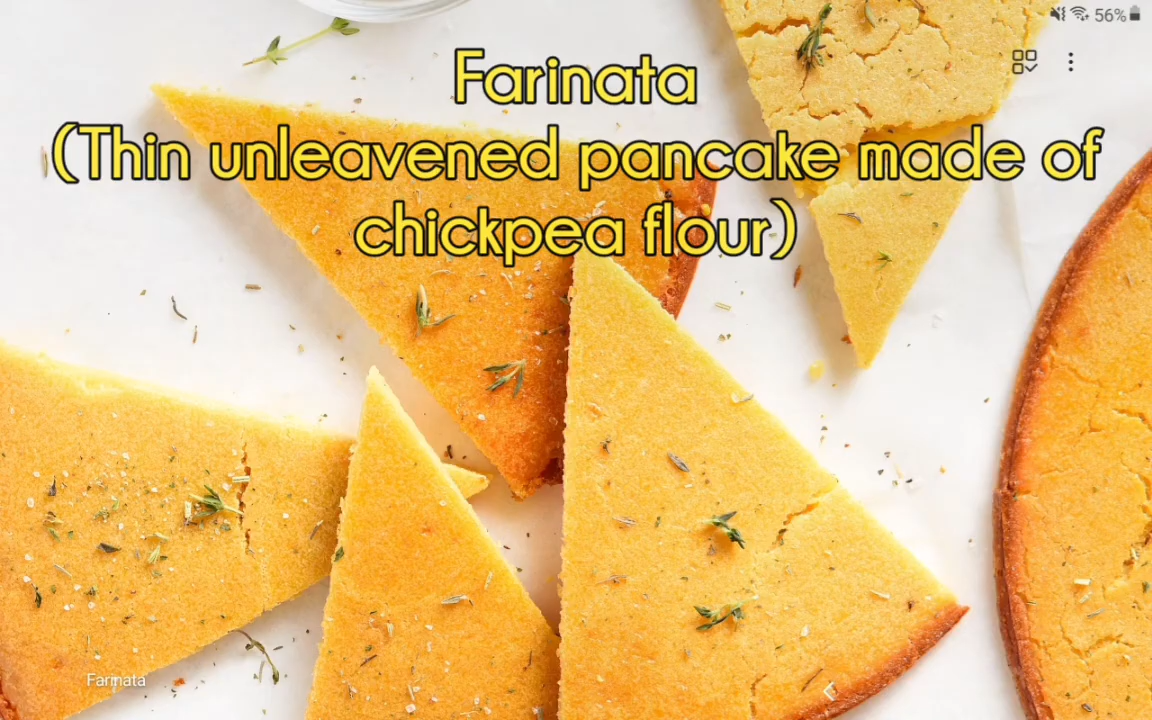 56%
Farinata
(Thin unleavened pancake made of
chickpea flour)
Farinata